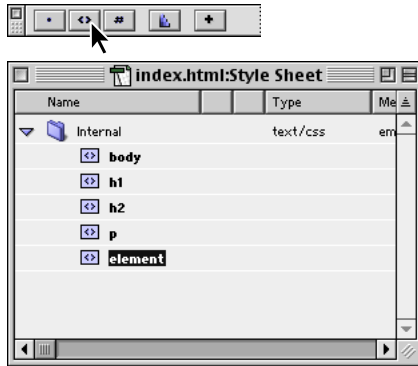 • <> # +
index.html:Style Sheet
Name Type Me
Internal text/css em
<> body
<> h1
<> h2
<> p
<> element